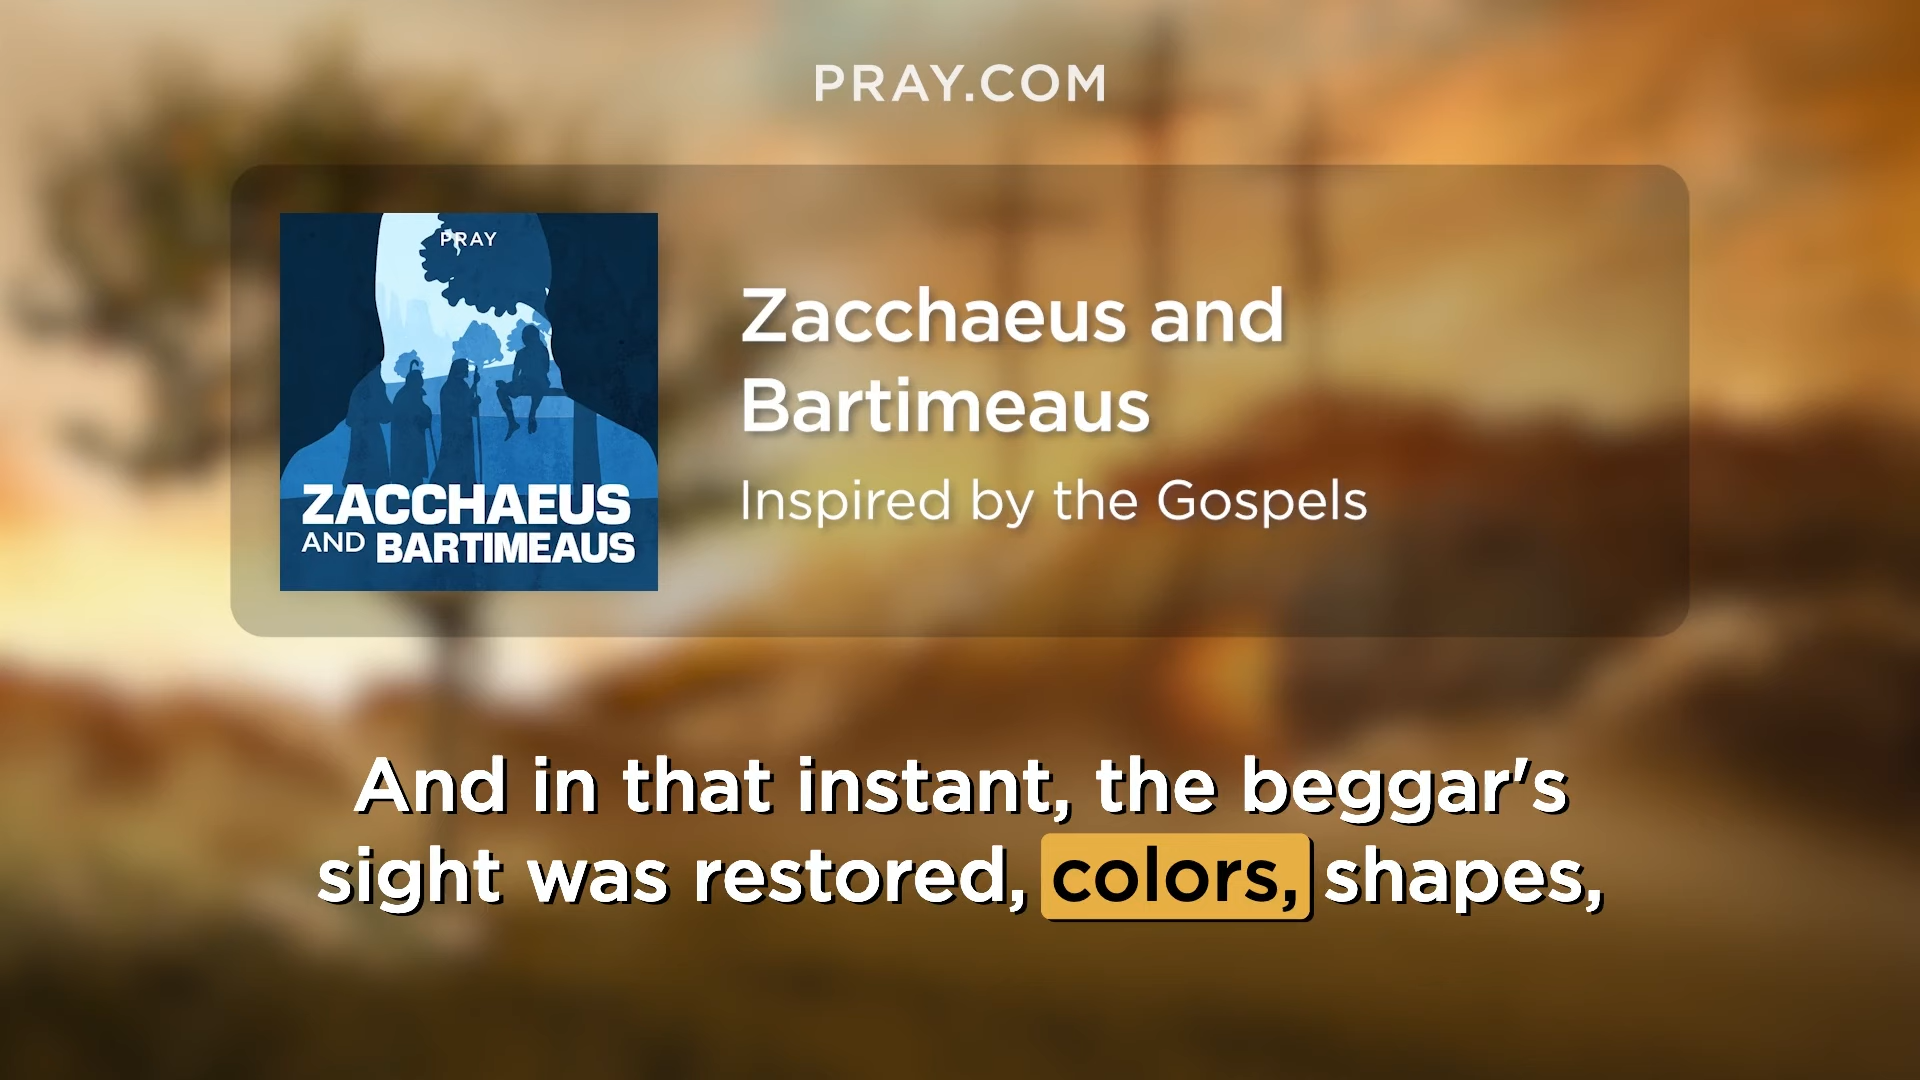 PRAY.COM
PRAY
ZACCHAEUS
AND BARTIMEAUS
Zacchaeus and
Bartimeaus
Inspired by the Gospels
And in that instant, the beggar's
sight was restored, colors, shapes,